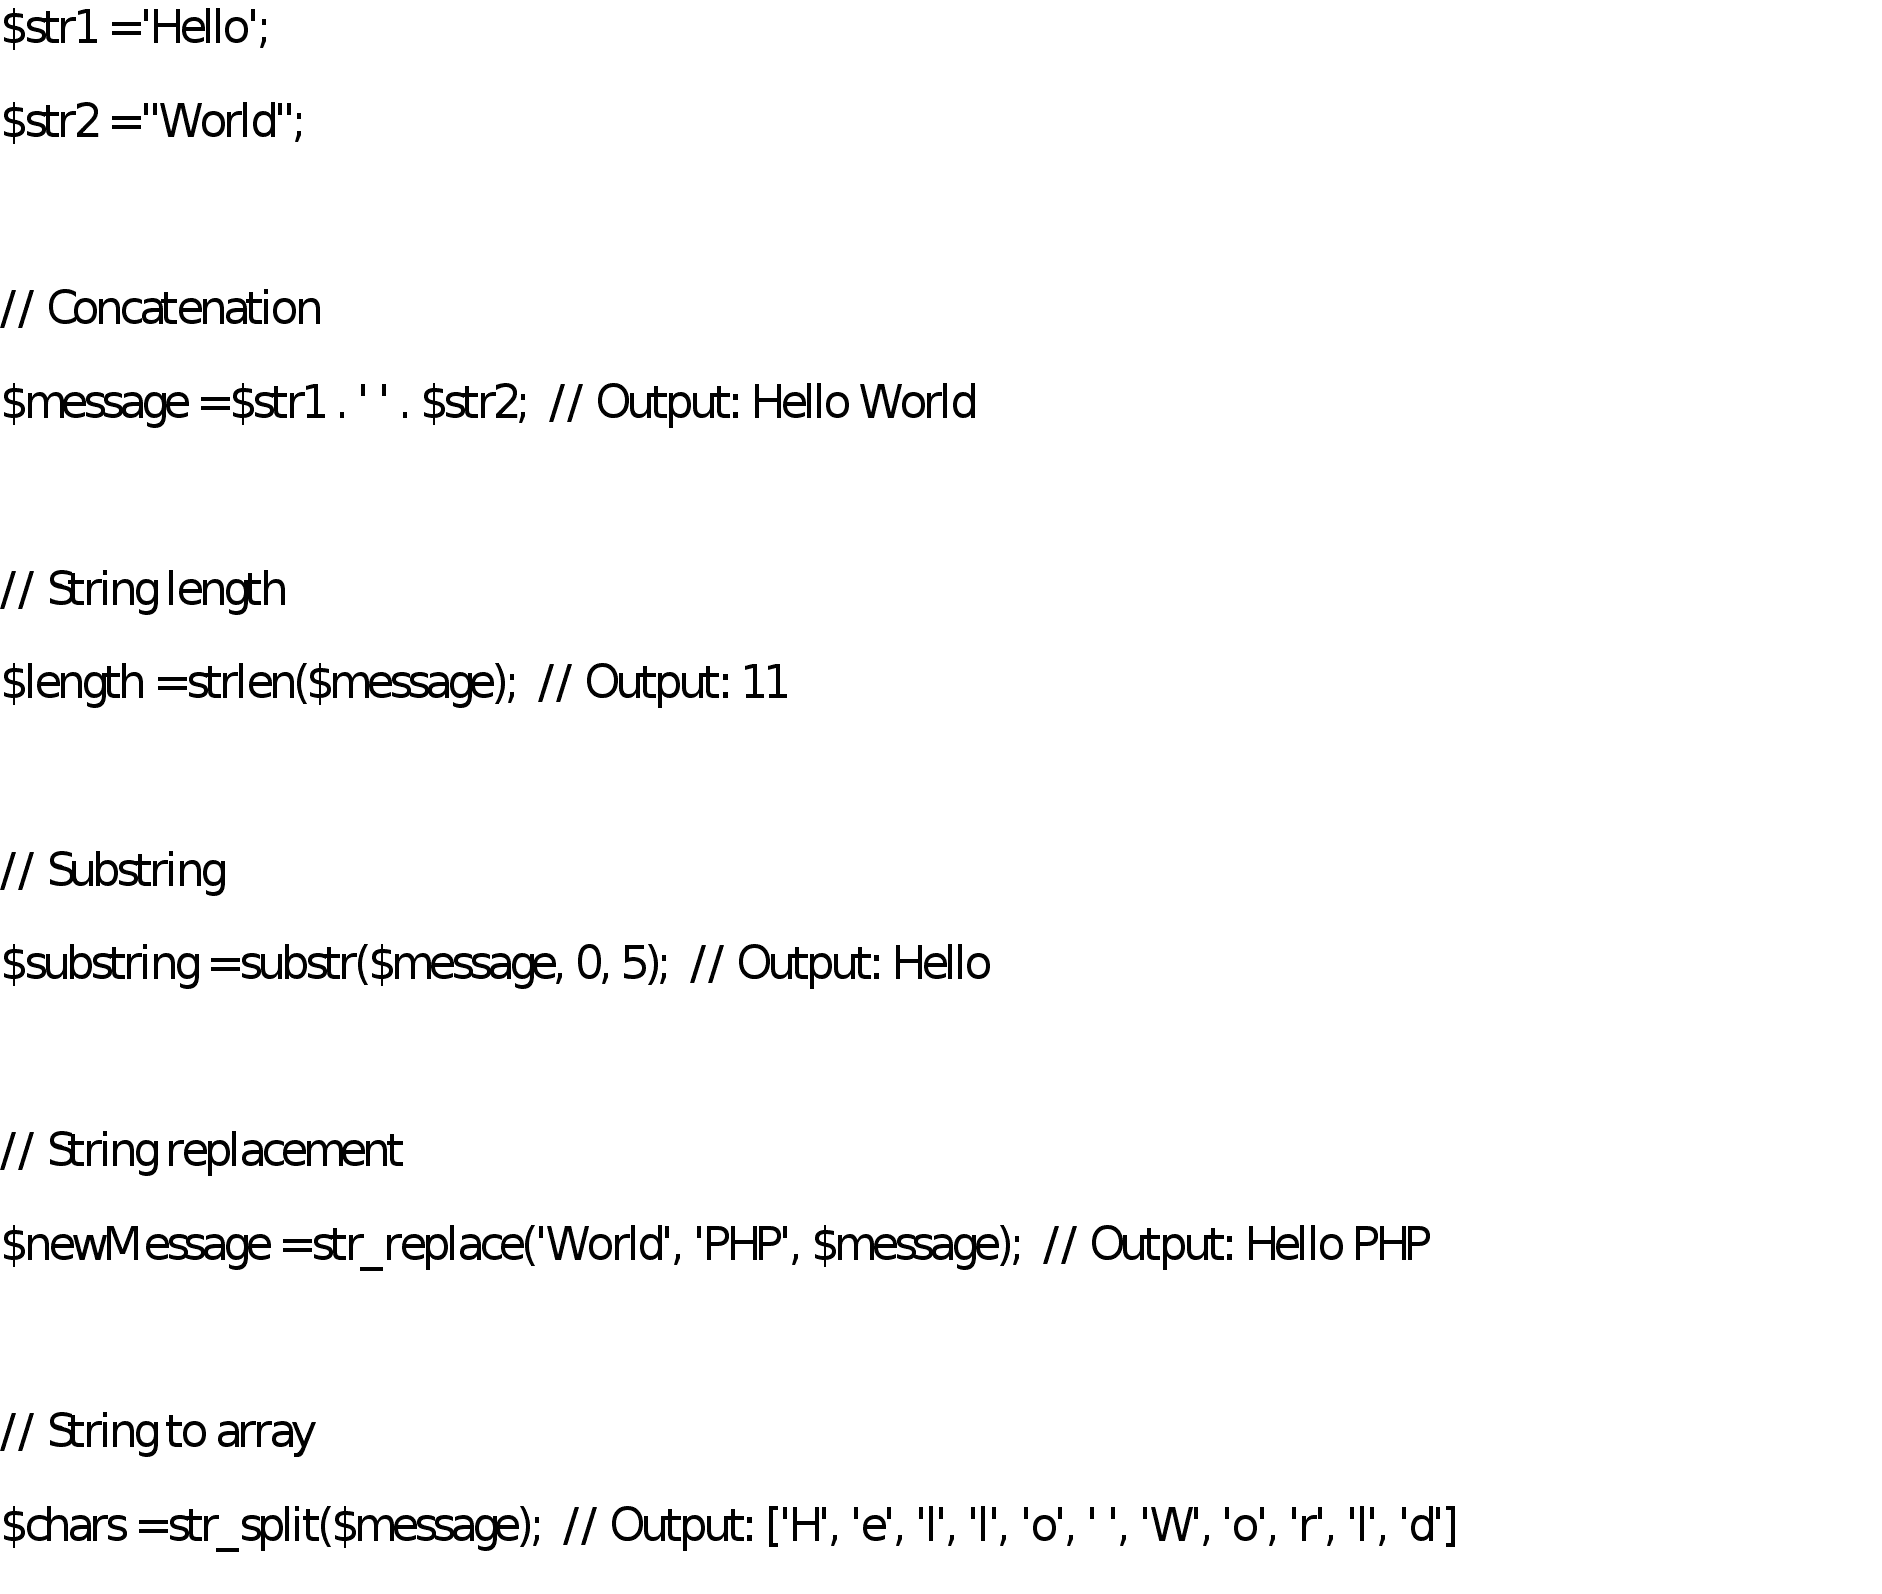 $str1 = 'Hello';
$str2 = "World";
// Concatenation
$message = $str1 . ' ' . $str2;  // Output: Hello World
// String length
$length = strlen($message);  // Output: 11
// Substring
$substring = substr($message, 0, 5);  // Output: Hello
// String replacement
$newMessage = str_replace('World', 'PHP', $message);  // Output: Hello PHP
// String to array
$chars = str_split($message);  // Output: ['H', 'e', 'l', 'l', 'o', ' ', 'W', 'o', 'r', 'l', 'd']